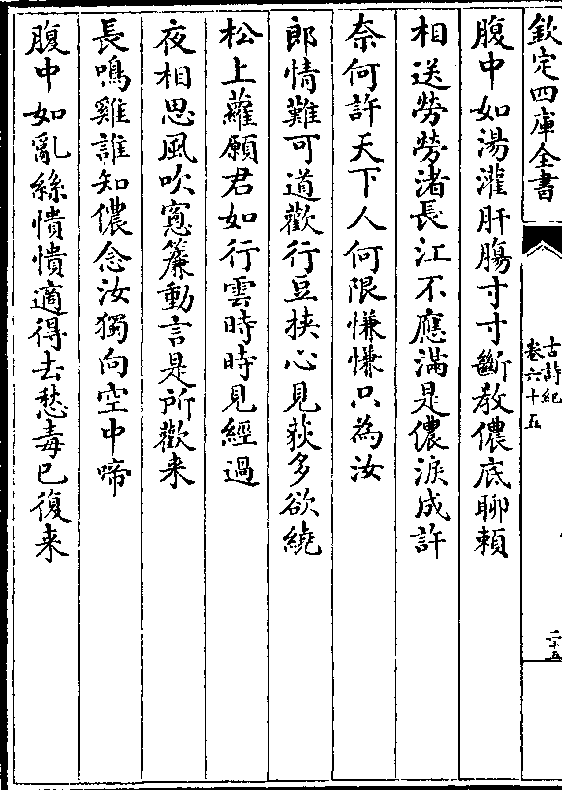 欽定四庫全書
古詩紀
卷六十五
二十五
腹中如湯灌肝腸寸寸斷教儂底聊賴
相送勞勞渚長江不應滿是儂淚成許
奈何許天下人何限慊慊只為汝
郎情難可道歡行豆挾心見荻多欲繞
松上蘿願君如行雲時時見經過
夜相思風吹窻簾動言是所歡来
長鳴雞誰知儂念汝獨向空中啼
腹中如亂絲憒憒適得去愁毒已復来